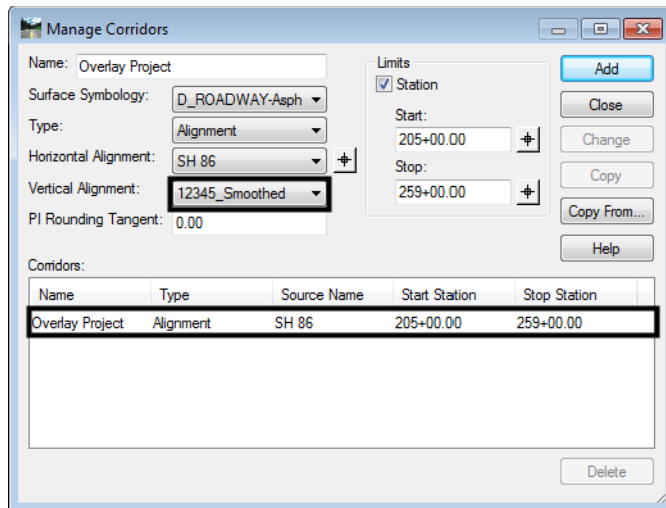 Manage Corridors
Name: Overlay Project
Surface Symbology: D_ROADWAY-Asph
Type: Alignment
Horizontal Alignment: SH 86
Vertical Alignment: 12345_Smoothed
PI Rounding Tangent: 0.00
Limits
Station
Start:
205+00.00
Stop:
259+00.00
Add
Close
Change
Copy
Copy From...
Help
Corridors:
Name Type Source Name Start Station Stop Station
Overlay Project Alignment SH 86 205+00.00 259+00.00
Delete